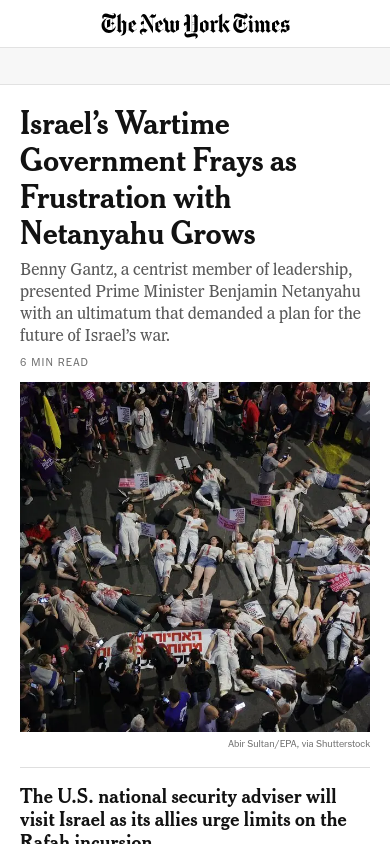 The New York Times
Israel’s Wartime
Government Frays as
Frustration with
Netanyahu Grows
Benny Gantz, a centrist member of leadership,
presented Prime Minister Benjamin Netanyahu
with an ultimatum that demanded a plan for the
future of Israel’s war.
6 MIN READ
האחיות
Abir Sultan/EPA, via Shutterstock
The U.S. national security adviser will
visit Israel as its allies urge limits on the
Rafah incursion